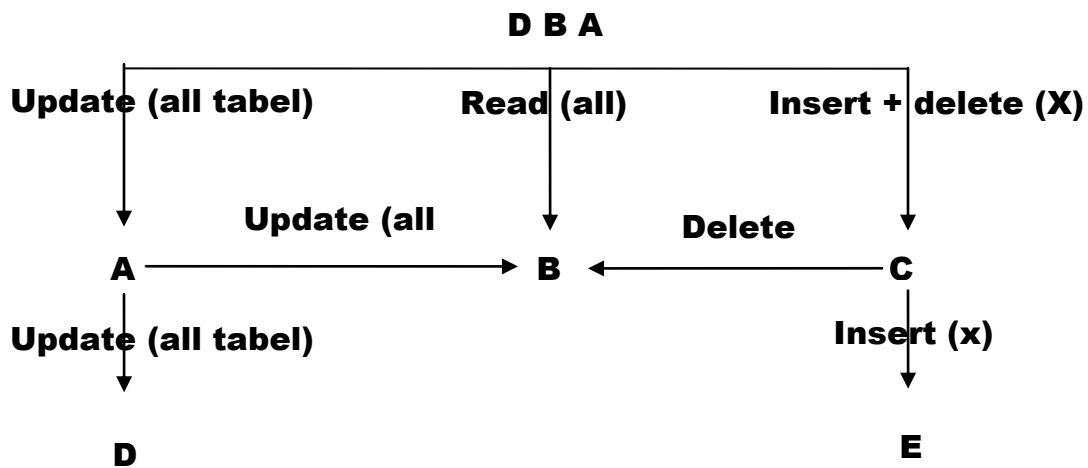 D B A
Update (all tabel)
Read (all)
Insert + delete (X)
Update (all
Delete
A
B
C
Update (all tabel)
Insert (x)
D
E